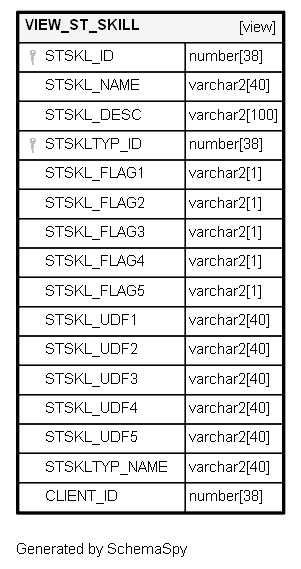 VIEW_ST_SKILL [view]
STSKL_ID number[38]
STSKL_NAME varchar2[40]
STSKL_DESC varchar2[100]
STSKLTYP_ID number[38]
STSKL_FLAG1 varchar2[1]
STSKL_FLAG2 varchar2[1]
STSKL_FLAG3 varchar2[1]
STSKL_FLAG4 varchar2[1]
STSKL_FLAG5 varchar2[1]
STSKL_UDF1 varchar2[40]
STSKL_UDF2 varchar2[40]
STSKL_UDF3 varchar2[40]
STSKL_UDF4 varchar2[40]
STSKL_UDF5 varchar2[40]
STSKLTYP_NAME varchar2[40]
CLIENT_ID number[38]
Generated by SchemaSpy